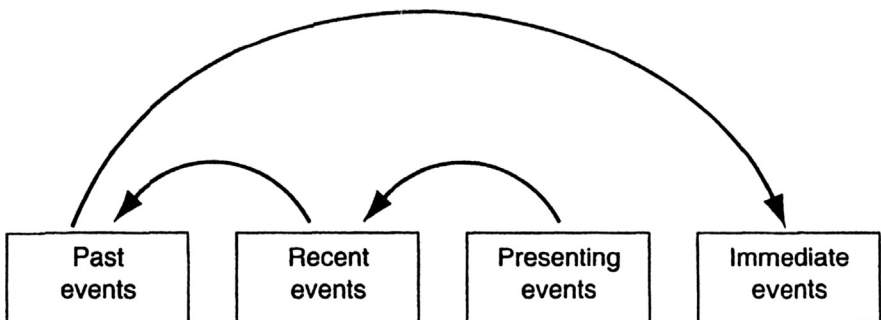 Past
events
Recent
events
Presenting
events
Immediate
events